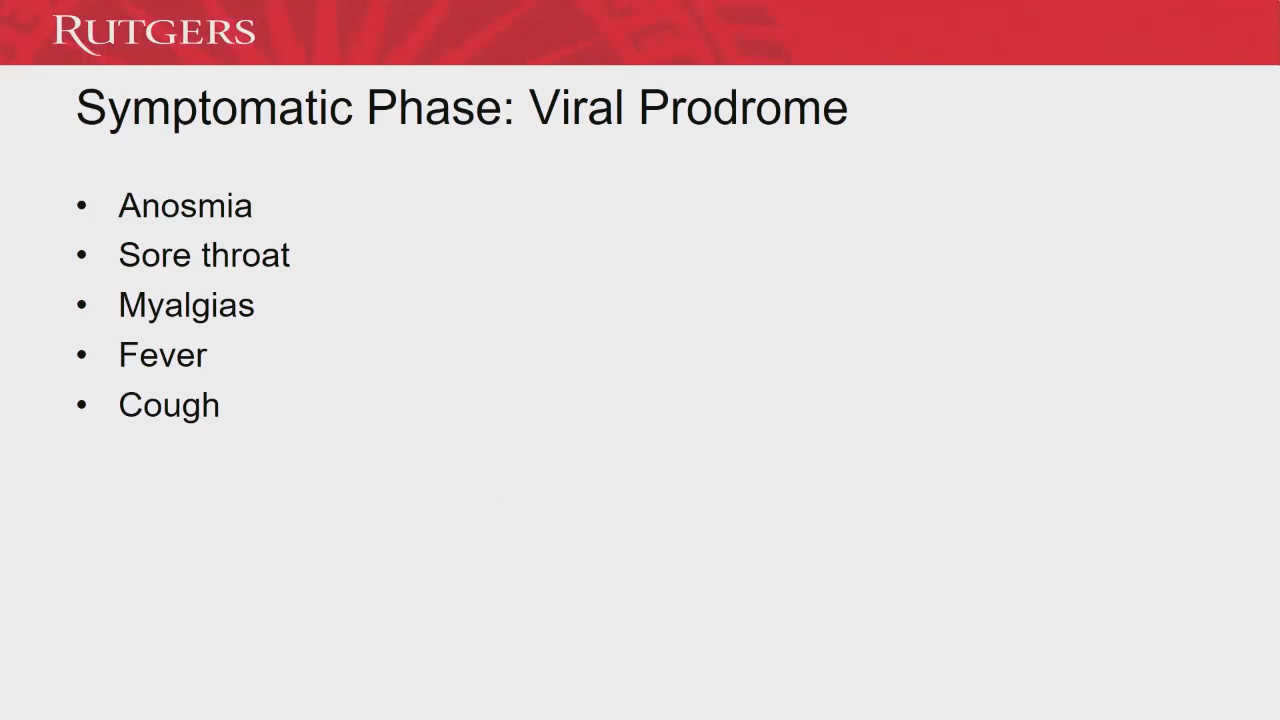 RUTGERS
Symptomatic Phase: Viral Prodrome
• Anosmia
• Sore throat
• Myalgias
• Fever
• Cough